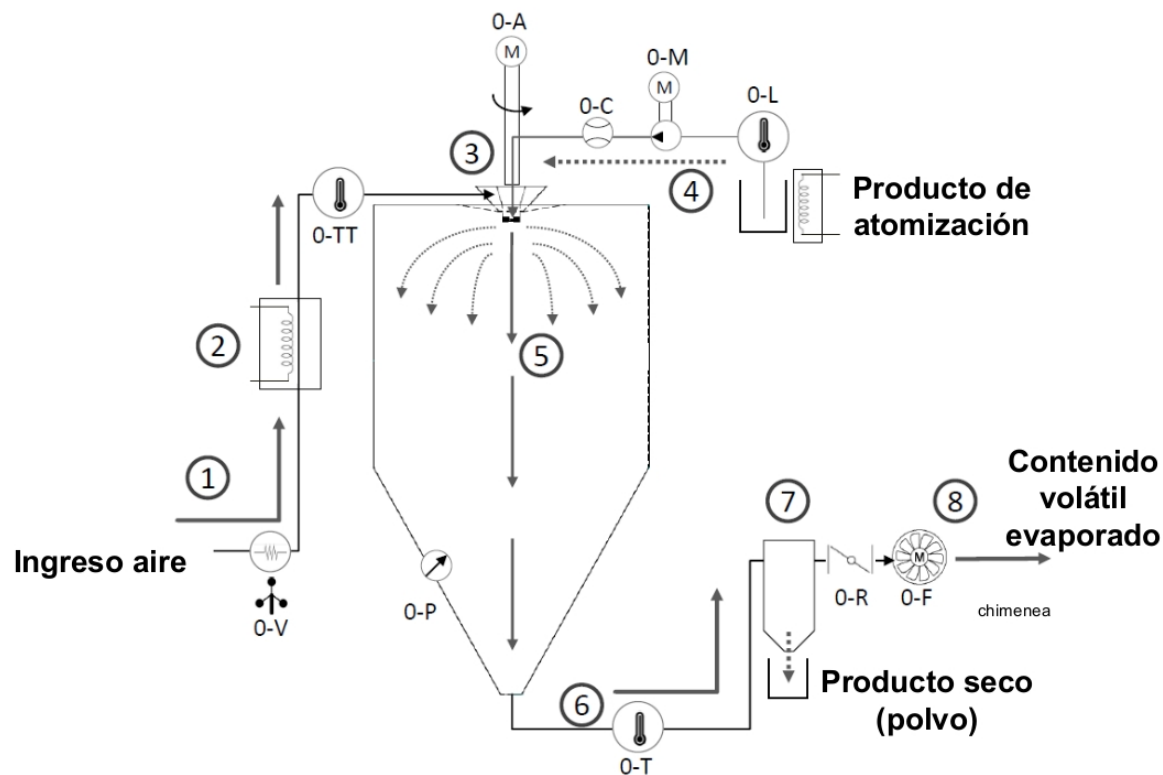 0-A
M
0-M
M
0-C
0-L
3
4
Producto de
atomización
0-TT
2
5
1
Ingreso aire
0-V
0-P
7
8
Contenido
volátil
evaporado
M
0-R
0-F
chimenea
6
Producto seco
(polvo)
0-T